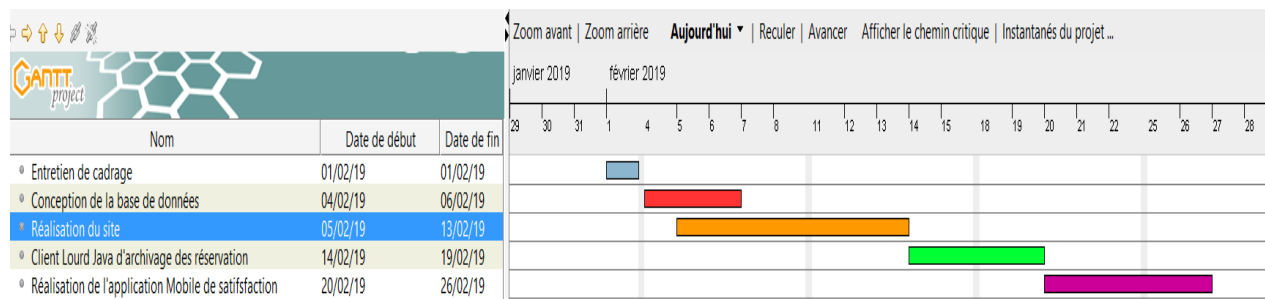 Zoom avant | Zoom arrière Aujourd'hui ▼ | Reculer | Avancer Afficher le chemin critique | Instantanés du projet ...
GANTT
project
janvier 2019 février 2019
29 30 31 1 4 5 6 7 8 11 12 13 14 15 18 19 20 21 22 25 26 27 28
Nom Date de début Date de fin
Entretien de cadrage 01/02/19 01/02/19
Conception de la base de données 04/02/19 06/02/19
Réalisation du site 05/02/19 13/02/19
Client Lourd Java d'archivage des réservation 14/02/19 19/02/19
Réalisation de l'application Mobile de satifsfaction 20/02/19 26/02/19